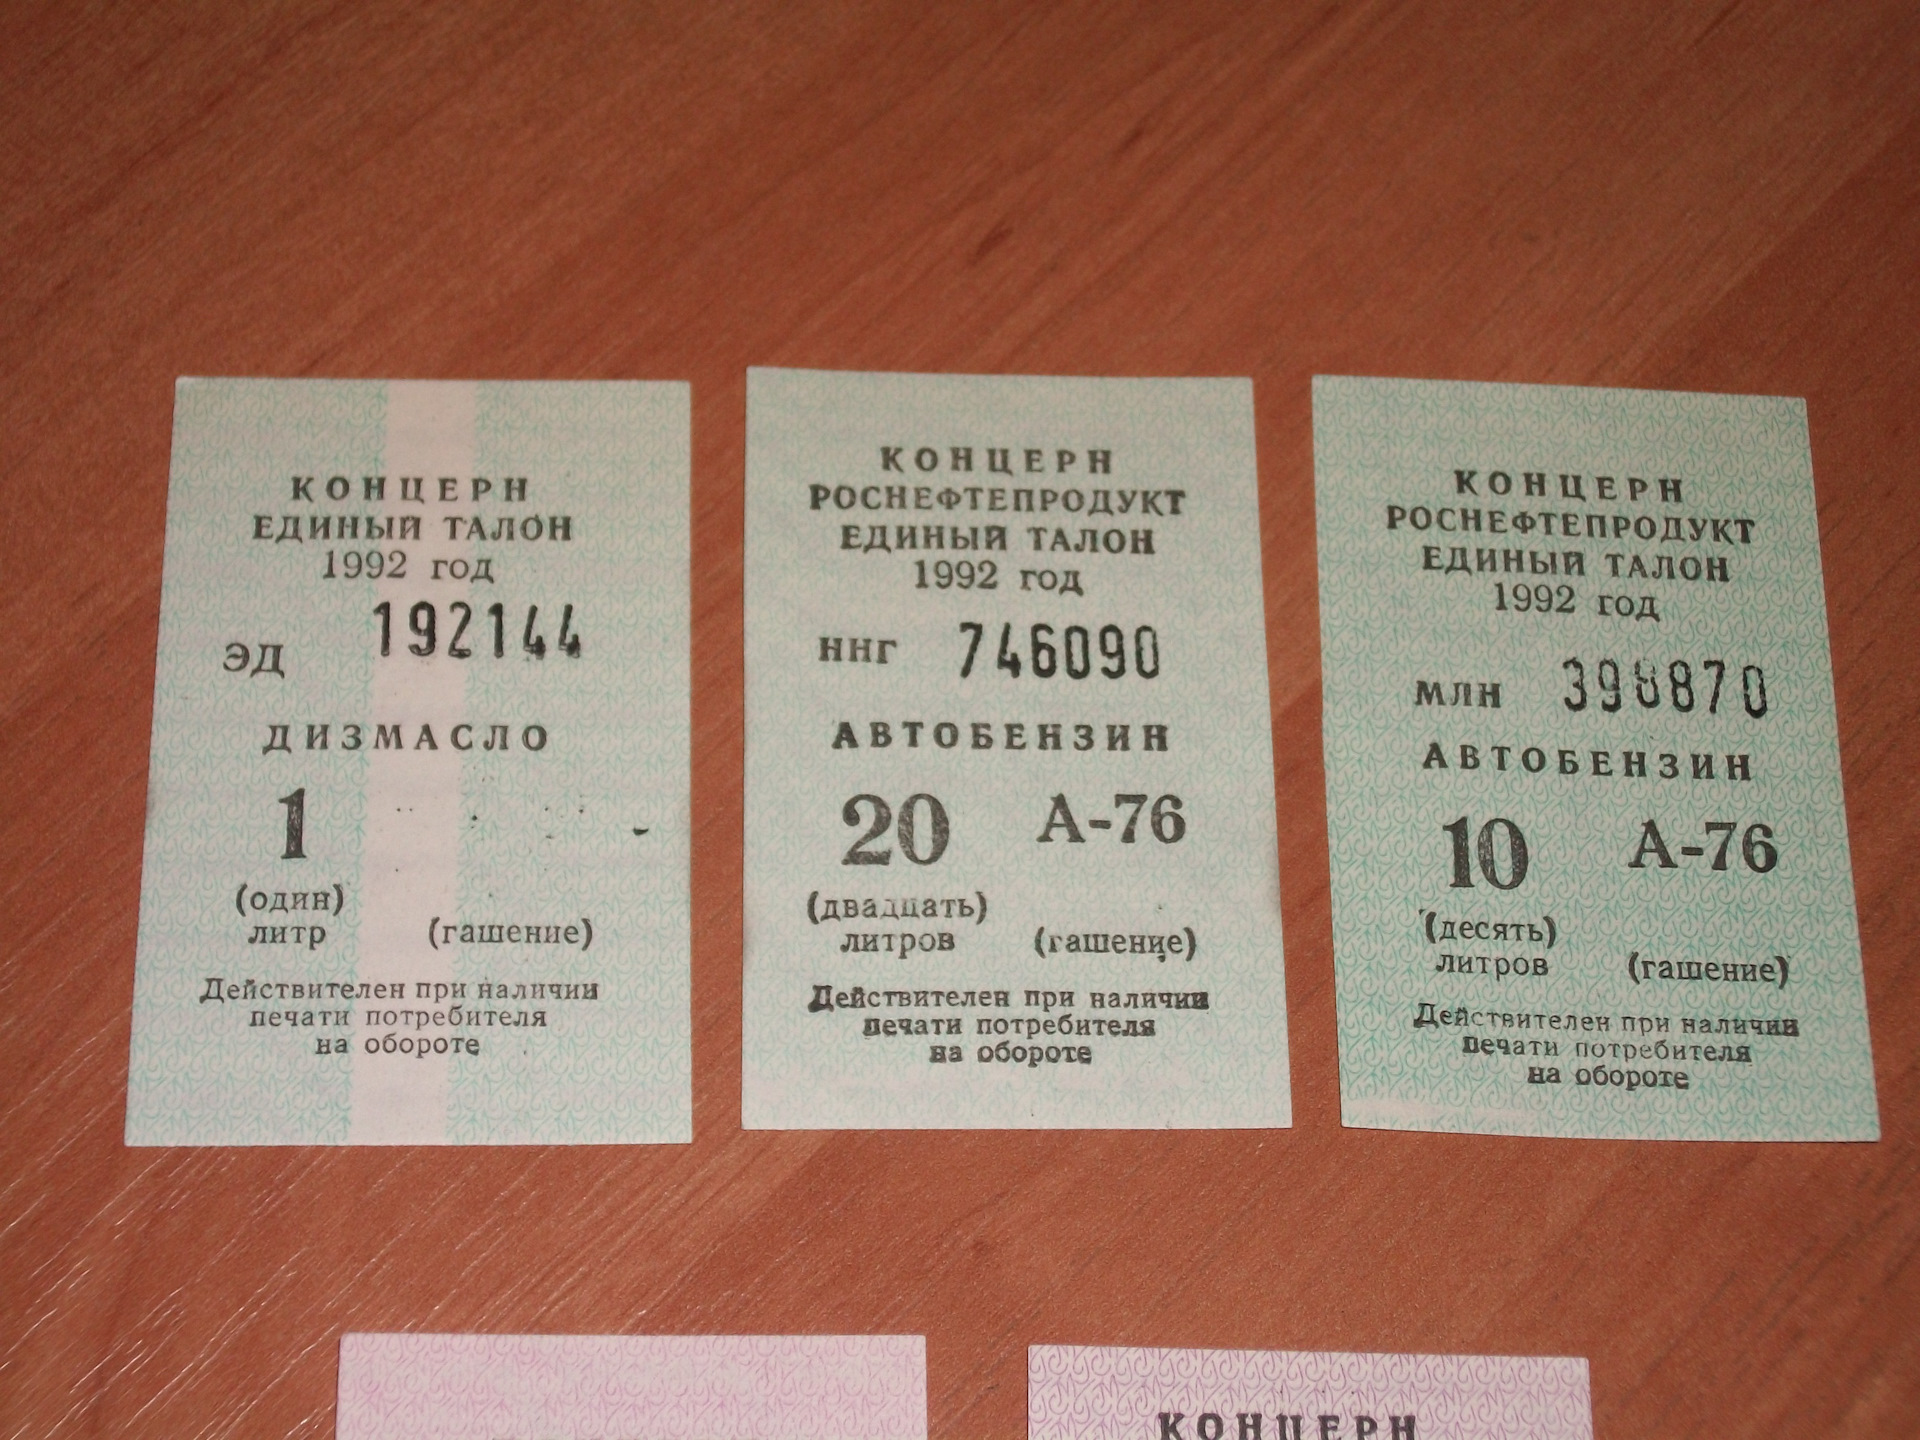 КОНЦЕРН
ЕДИНЫЙ ТАЛОН
1992 год
ЭД 192144
ДИЗМАСЛО
1
(один)
литр (гашение)
Действителен при наличии
печати потребителя
на обороте
КОНЦЕРН
РОСНЕФТЕПРОДУКТ
ЕДИНЫЙ ТАЛОН
1992 год
ННГ 746090
АВТОБЕНЗИН
20 А-76
(двадцать)
литров (гашение)
Действителен при наличии
печати потребителя
на обороте
КОНЦЕРН
РОСНЕФТЕПРОДУКТ
ЕДИНЫЙ ТАЛОН
1992 год
МЛН 398870
АВТОБЕНЗИН
10 А-76
(десять)
литров (гашение)
Действителен при наличии
печати потребителя
на обороте
КОНЦЕРН